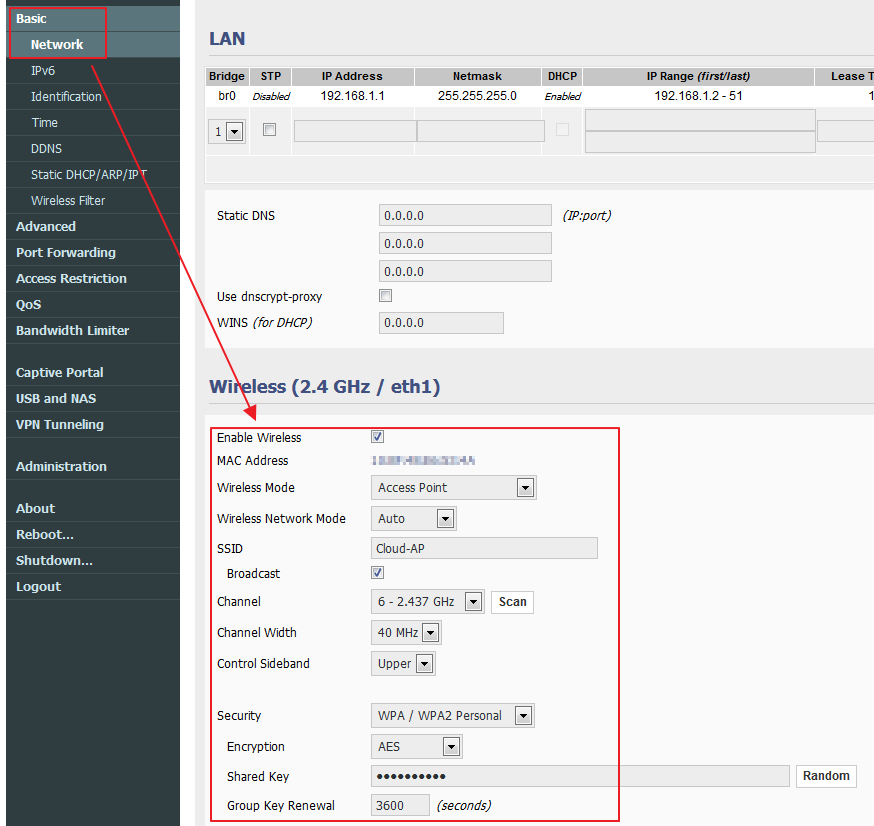 Basic
Network
IPv6
Identification
Time
DDNS
Static DHCP/ARP/IPT
Wireless Filter
Advanced
Port Forwarding
Access Restriction
QoS
Bandwidth Limiter
Captive Portal
USB and NAS
VPN Tunneling
Administration
About
Reboot...
Shutdown...
Logout
LAN
Bridge STP IP Address Netmask DHCP IP Range (first/last) Lease T
br0 Disabled 192.168.1.1 255.255.255.0 Enabled 192.168.1.2 - 51 1
1
Static DNS 0.0.0.0 (IP:port)
0.0.0.0
0.0.0.0
Use dnscrypt-proxy
WINS (for DHCP) 0.0.0.0
Wireless (2.4 GHz / eth1)
Enable Wireless
MAC Address
Wireless Mode Access Point
Wireless Network Mode Auto
SSID Cloud-AP
Broadcast
Channel 6 - 2.437 GHz Scan
Channel Width 40 MHz
Control Sideband Upper
Security WPA / WPA2 Personal
Encryption AES
Shared Key •••••••••• Random
Group Key Renewal 3600 (seconds)